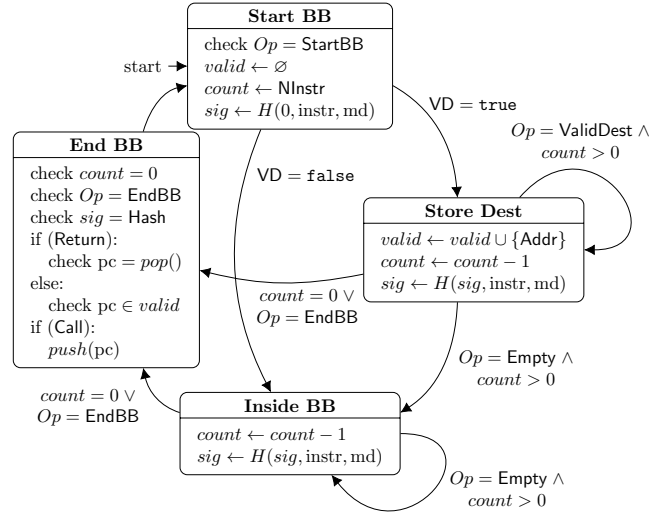 Start BB
start
check Op = StartBB
valid ← ∅
count ← NInstr
sig ← H(0, instr, md)
VD = true
VD = false
Op = ValidDest ∧
count > 0
End BB
check count = 0
check Op = EndBB
check sig = Hash
if (Return):
check pc = pop()
else:
check pc ∈ valid
if (Call):
push(pc)
Store Dest
valid ← valid ∪ {Addr}
count ← count − 1
sig ← H(sig, instr, md)
count = 0 ∨
Op = EndBB
Op = Empty ∧
count > 0
count = 0 ∨
Op = EndBB
Inside BB
count ← count − 1
sig ← H(sig, instr, md)
Op = Empty ∧
count > 0